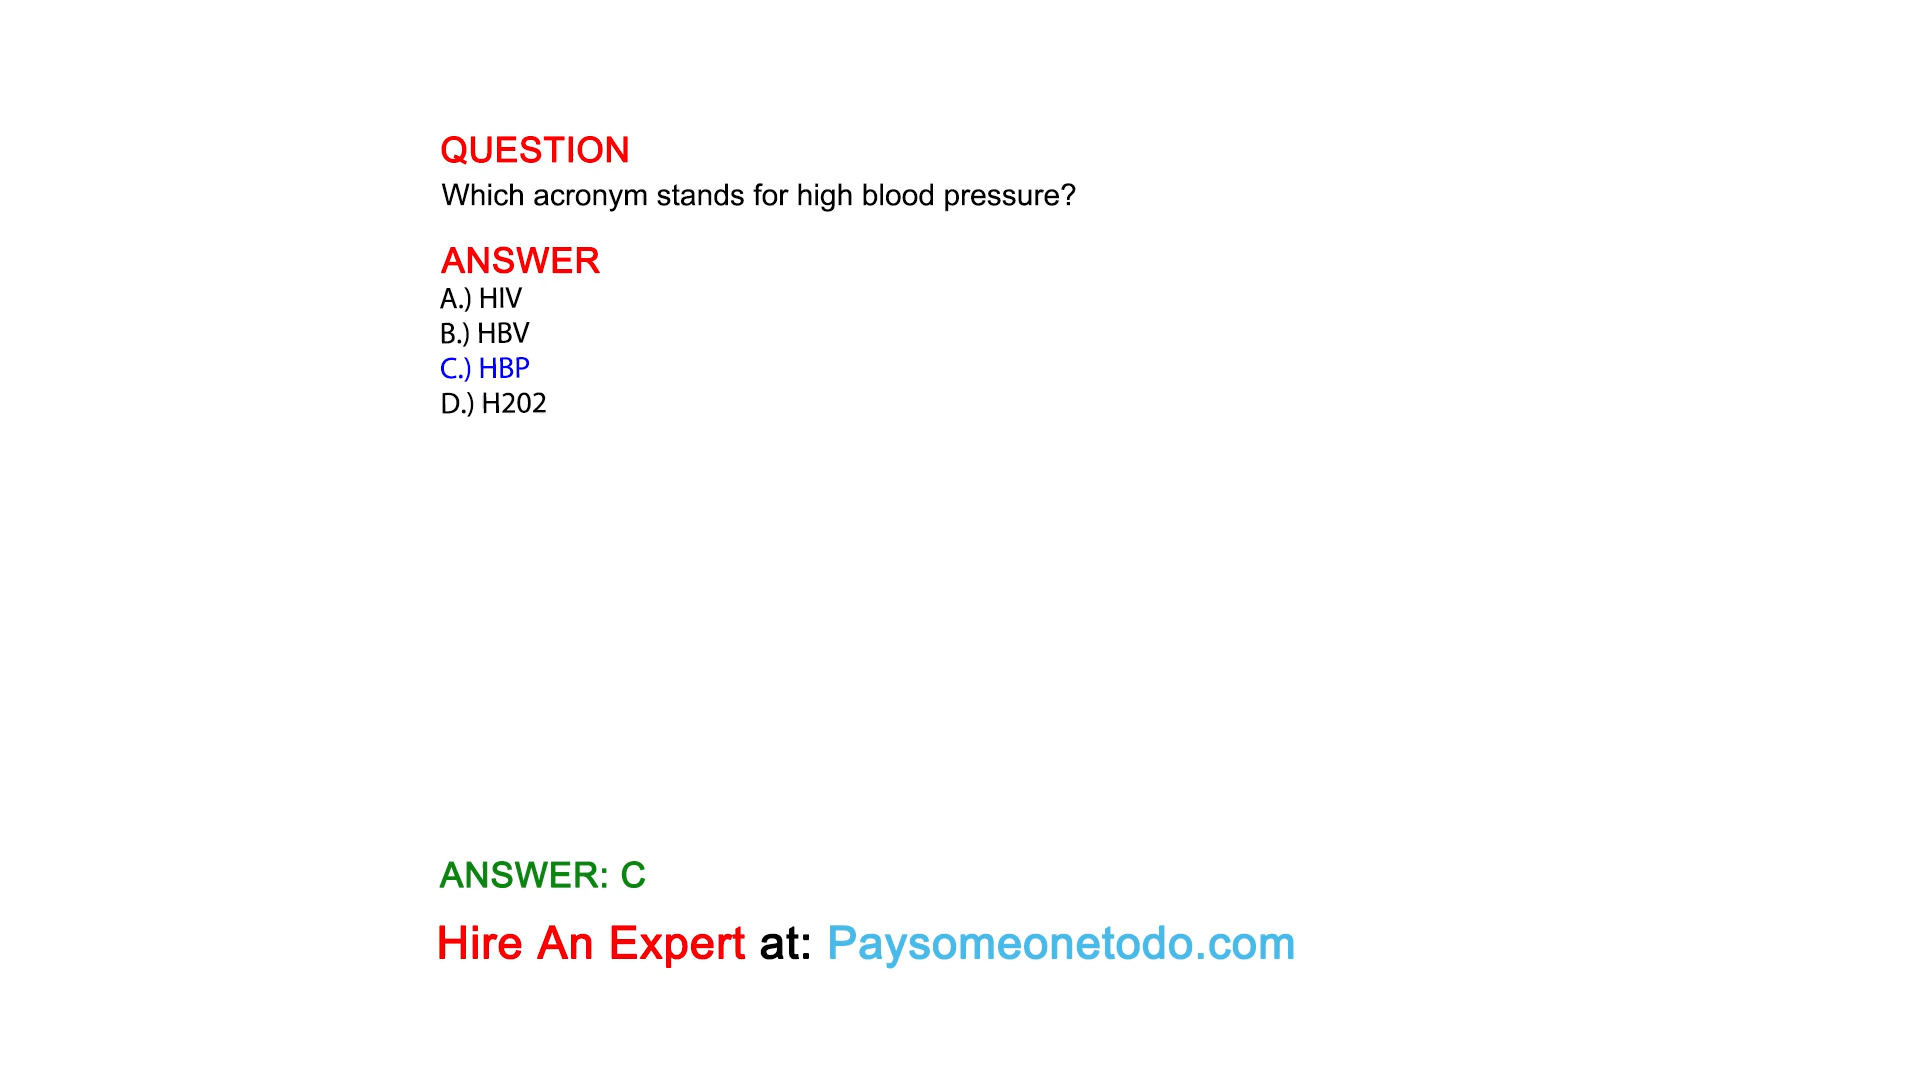 QUESTION
Which acronym stands for high blood pressure?
ANSWER
A.) HIV
B.) HBV
C.) HBP
D.) H202
ANSWER: C
Hire An Expert at: Paysomeonetodo.com